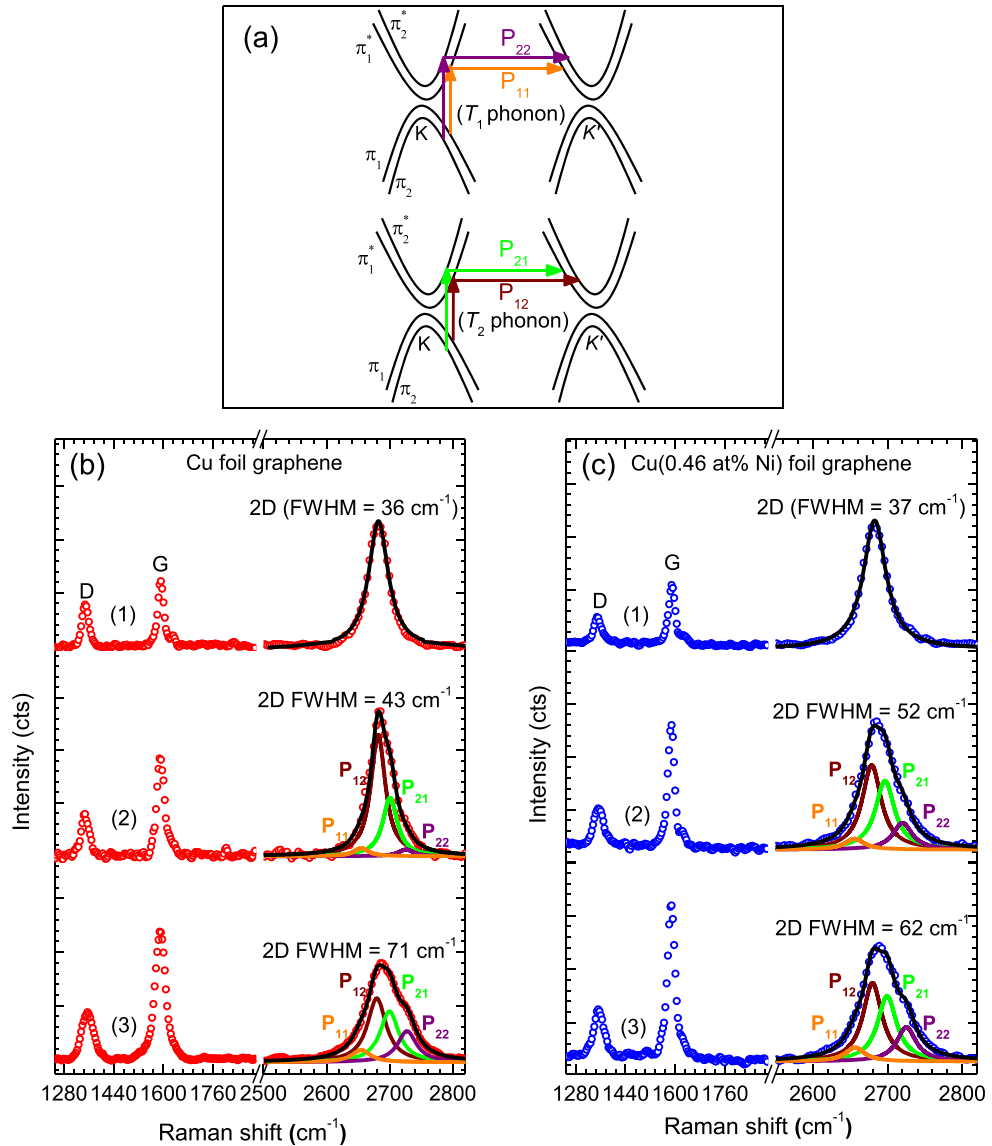 (a)
π₂*
π₁*
P₂₂
P₁₁
(T₁ phonon)
K
K'
π₁
π₂
π₂*
π₁*
P₂₁
P₁₂
(T₂ phonon)
K
K'
π₁
π₂
(b)
Cu foil graphene
2D (FWHM = 36 cm⁻¹)
D
G
(1)
2D FWHM = 43 cm⁻¹
P₁₂
P₂₁
P₁₁
P₂₂
(2)
2D FWHM = 71 cm⁻¹
P₁₂
P₂₁
P₁₁
P₂₂
(3)
Intensity (cts)
1280 1440 1600 1760 2500 2600 2700 2800
Raman shift (cm⁻¹)
(c)
Cu(0.46 at% Ni) foil graphene
2D (FWHM = 37 cm⁻¹)
D
G
(1)
2D FWHM = 52 cm⁻¹
P₁₂
P₂₁
P₁₁
P₂₂
(2)
2D FWHM = 62 cm⁻¹
P₁₂
P₂₁
P₁₁
P₂₂
(3)
Intensity (cts)
1280 1440 1600 1760 2600 2700 2800
Raman shift (cm⁻¹)